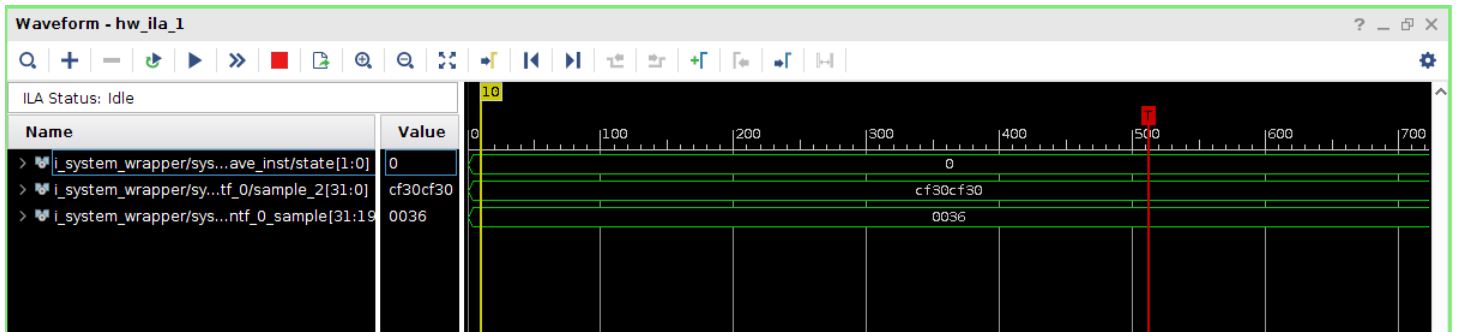 Waveform - hw_ila_1
ILA Status: Idle
Name Value
i_system_wrapper/sys...ave_inst/state[1:0] 0
i_system_wrapper/sy...tf_0/sample_2[31:0] cf30cf30
i_system_wrapper/sys...ntf_0_sample[31:19 0036
10
T
0 100 200 300 400 500 600 700
0
cf30cf30
0036